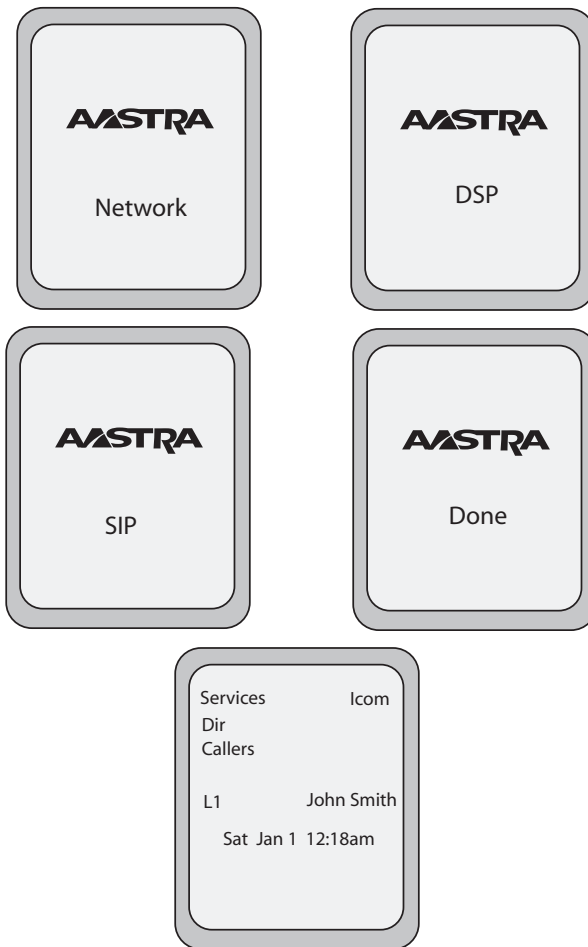 AASTRA
Network
AASTRA
DSP
AASTRA
SIP
AASTRA
Done
Services Icom
Dir
Callers
L1 John Smith
Sat Jan 1 12:18am